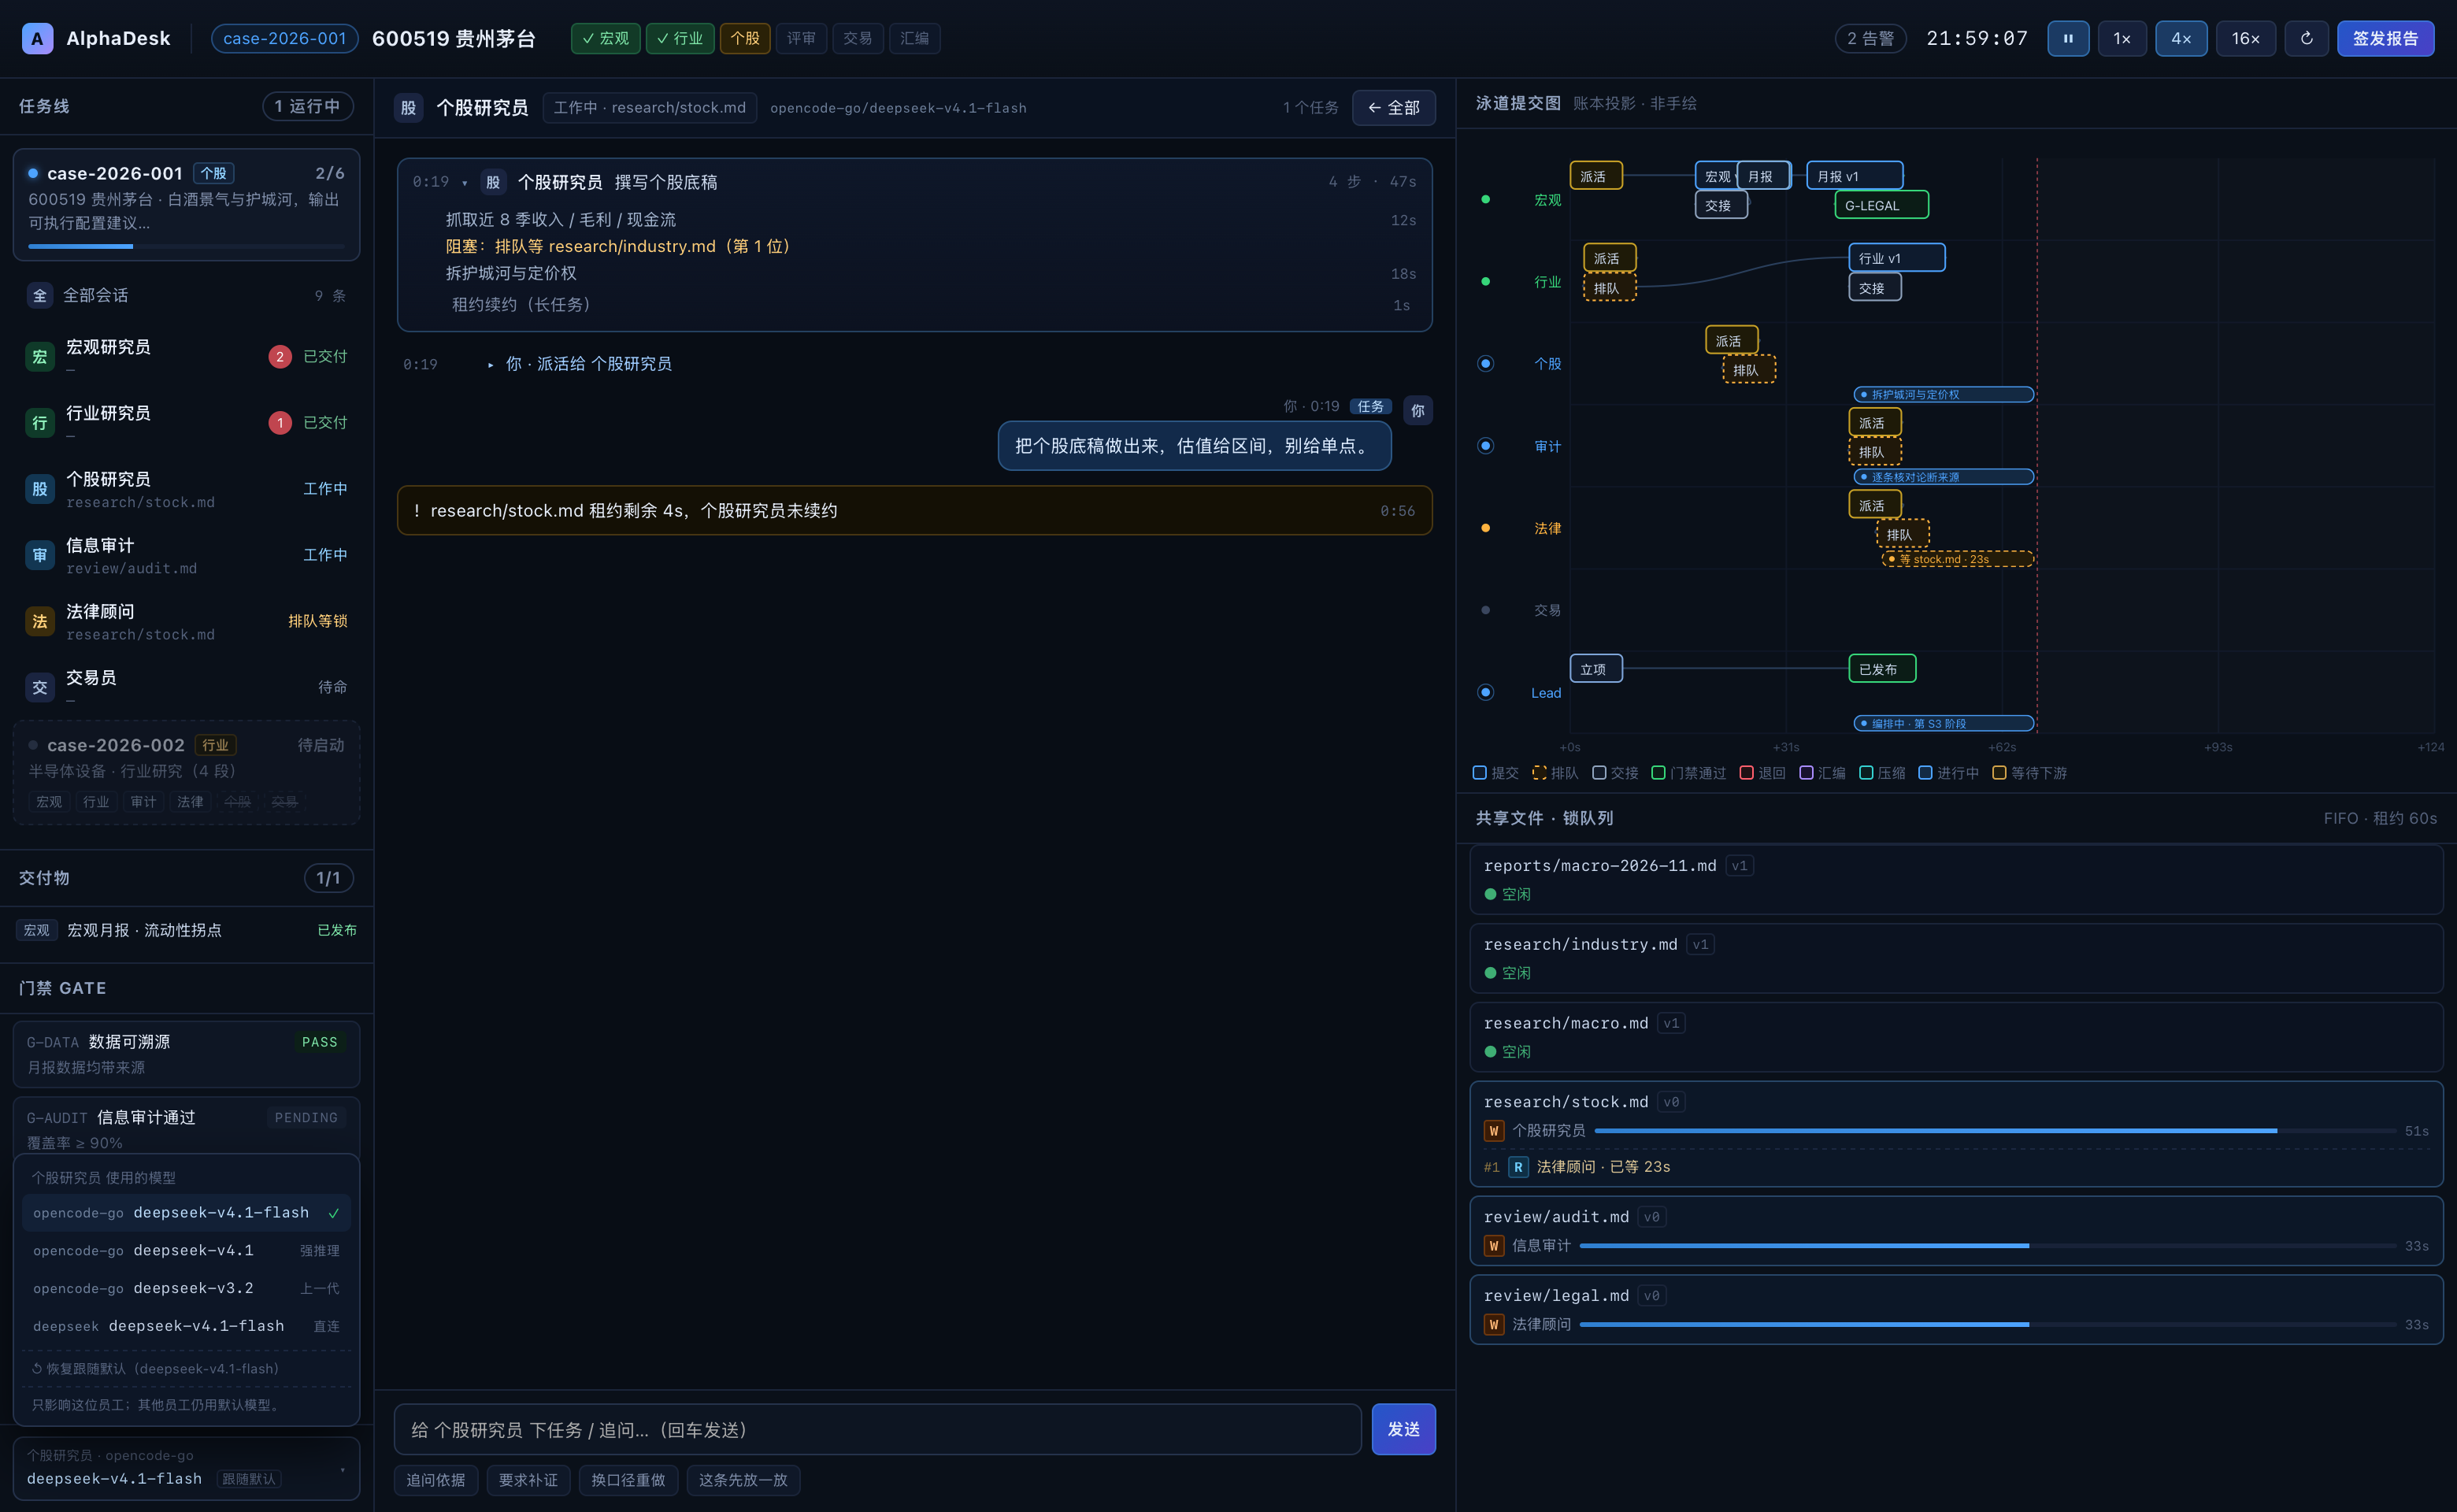 A AlphaDesk case-2026-001 600519 贵州茅台 ✓ 宏观 ✓ 行业 个股 评审 交易 汇编 2 告警 21:59:07 1× 4× 16× ↻ 签发报告
任务线 1 运行中
case-2026-001 个股 2/6
600519 贵州茅台 · 白酒景气与护城河，输出
可执行配置建议…
全 全部会话 9 条
宏 宏观研究员 2 已交付
—
行 行业研究员 1 已交付
—
股 个股研究员 工作中
research/stock.md
审 信息审计 工作中
review/audit.md
法 法律顾问 排队等锁
research/stock.md
交 交易员 待命
—
case-2026-002 行业 待启动
半导体设备 · 行业研究（4 段）
宏观 行业 审计 法律 个股 交易
交付物 1/1
宏观 宏观月报 · 流动性拐点 已发布
门禁 GATE
G-DATA 数据可溯源 PASS
月报数据均带来源
G-AUDIT 信息审计通过 PENDING
覆盖率 ≥ 90%
个股研究员 使用的模型
opencode-go deepseek-v4.1-flash ✓
opencode-go deepseek-v4.1 强推理
opencode-go deepseek-v3.2 上一代
deepseek deepseek-v4.1-flash 直连
↺ 恢复跟随默认（deepseek-v4.1-flash）
只影响这位员工；其他员工仍用默认模型。
个股研究员 · opencode-go
deepseek-v4.1-flash 跟随默认 ▾
股 个股研究员 工作中 · research/stock.md opencode-go/deepseek-v4.1-flash 1 个任务 ← 全部
0:19 ▾ 股 个股研究员 撰写个股底稿 4 步 · 47s
抓取近 8 季收入 / 毛利 / 现金流 12s
阻塞：排队等 research/industry.md（第 1 位）
拆护城河与定价权 18s
租约续约（长任务） 1s
0:19 ▸ 你 · 派活给 个股研究员
你 · 0:19 任务 你
把个股底稿做出来，估值给区间，别给单点。
! research/stock.md 租约剩余 4s，个股研究员未续约 0:56
给 个股研究员 下任务 / 追问…（回车发送） 发送
追问依据 要求补证 换口径重做 这条先放一放
泳道提交图 账本投影 · 非手绘
宏观 派活 宏观 月报 月报 v1
交接 G-LEGAL
行业 派活 行业 v1
排队 交接
个股 派活
排队
拆护城河与定价权
审计 派活
排队
逐条核对论断来源
法律 派活
排队
等 stock.md · 23s
交易
Lead 立项 已发布
编排中 · 第 S3 阶段
+0s +31s +62s +93s +124
提交 排队 交接 门禁通过 退回 汇编 压缩 进行中 等待下游
共享文件 · 锁队列 FIFO · 租约 60s
reports/macro-2026-11.md v1
空闲
research/industry.md v1
空闲
research/macro.md v1
空闲
research/stock.md v0
W 个股研究员 51s
#1 R 法律顾问 · 已等 23s
review/audit.md v0
W 信息审计 33s
review/legal.md v0
W 法律顾问 33s